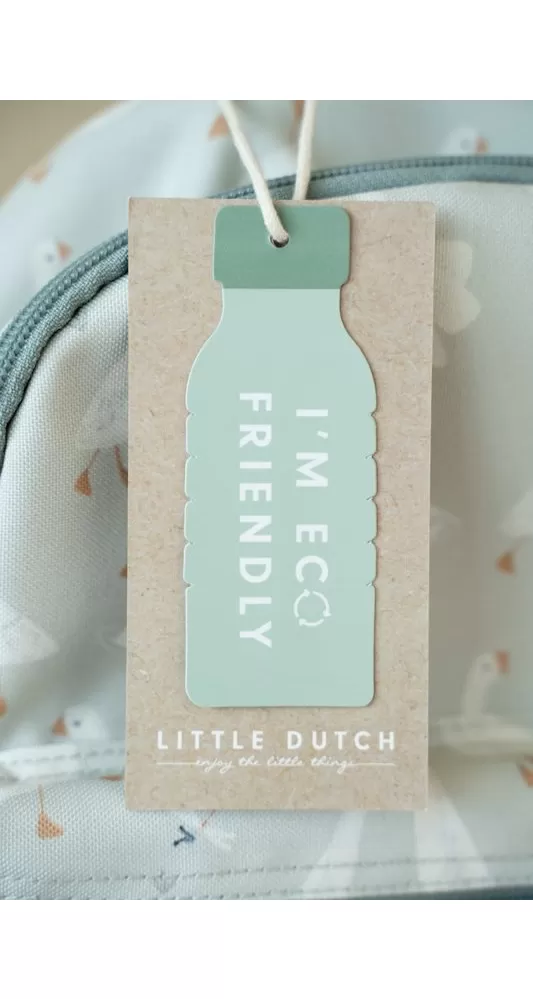 I'M ECO
FRIENDLY
LITTLE DUTCH
enjoy the little things